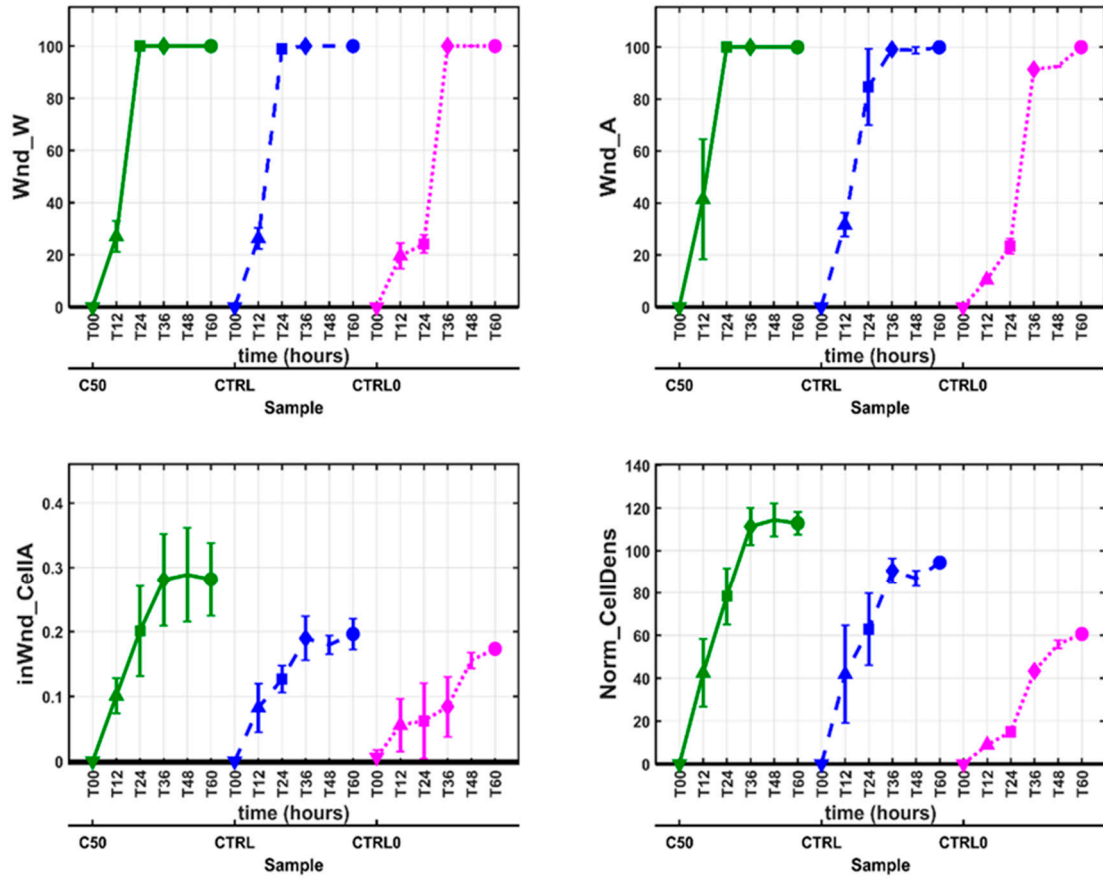 Wnd_W
100
80
60
40
20
0
T00 T12 T24 T36 T48 T60 T00 T12 T24 T36 T48 T60 T00 T12 T24 T36 T48 T60
time (hours)
C50 CTRL CTRL0
Sample
Wnd_A
100
80
60
40
20
0
T00 T12 T24 T36 T48 T60 T00 T12 T24 T36 T48 T60 T00 T12 T24 T36 T48 T60
time (hours)
C50 CTRL CTRL0
Sample
inWnd_CellA
0.4
0.3
0.2
0.1
0
T00 T12 T24 T36 T48 T60 T00 T12 T24 T36 T48 T60 T00 T12 T24 T36 T48 T60
time (hours)
C50 CTRL CTRL0
Sample
Norm_CellDens
140
120
100
80
60
40
20
0
T00 T12 T24 T36 T48 T60 T00 T12 T24 T36 T48 T60 T00 T12 T24 T36 T48 T60
time (hours)
C50 CTRL CTRL0
Sample